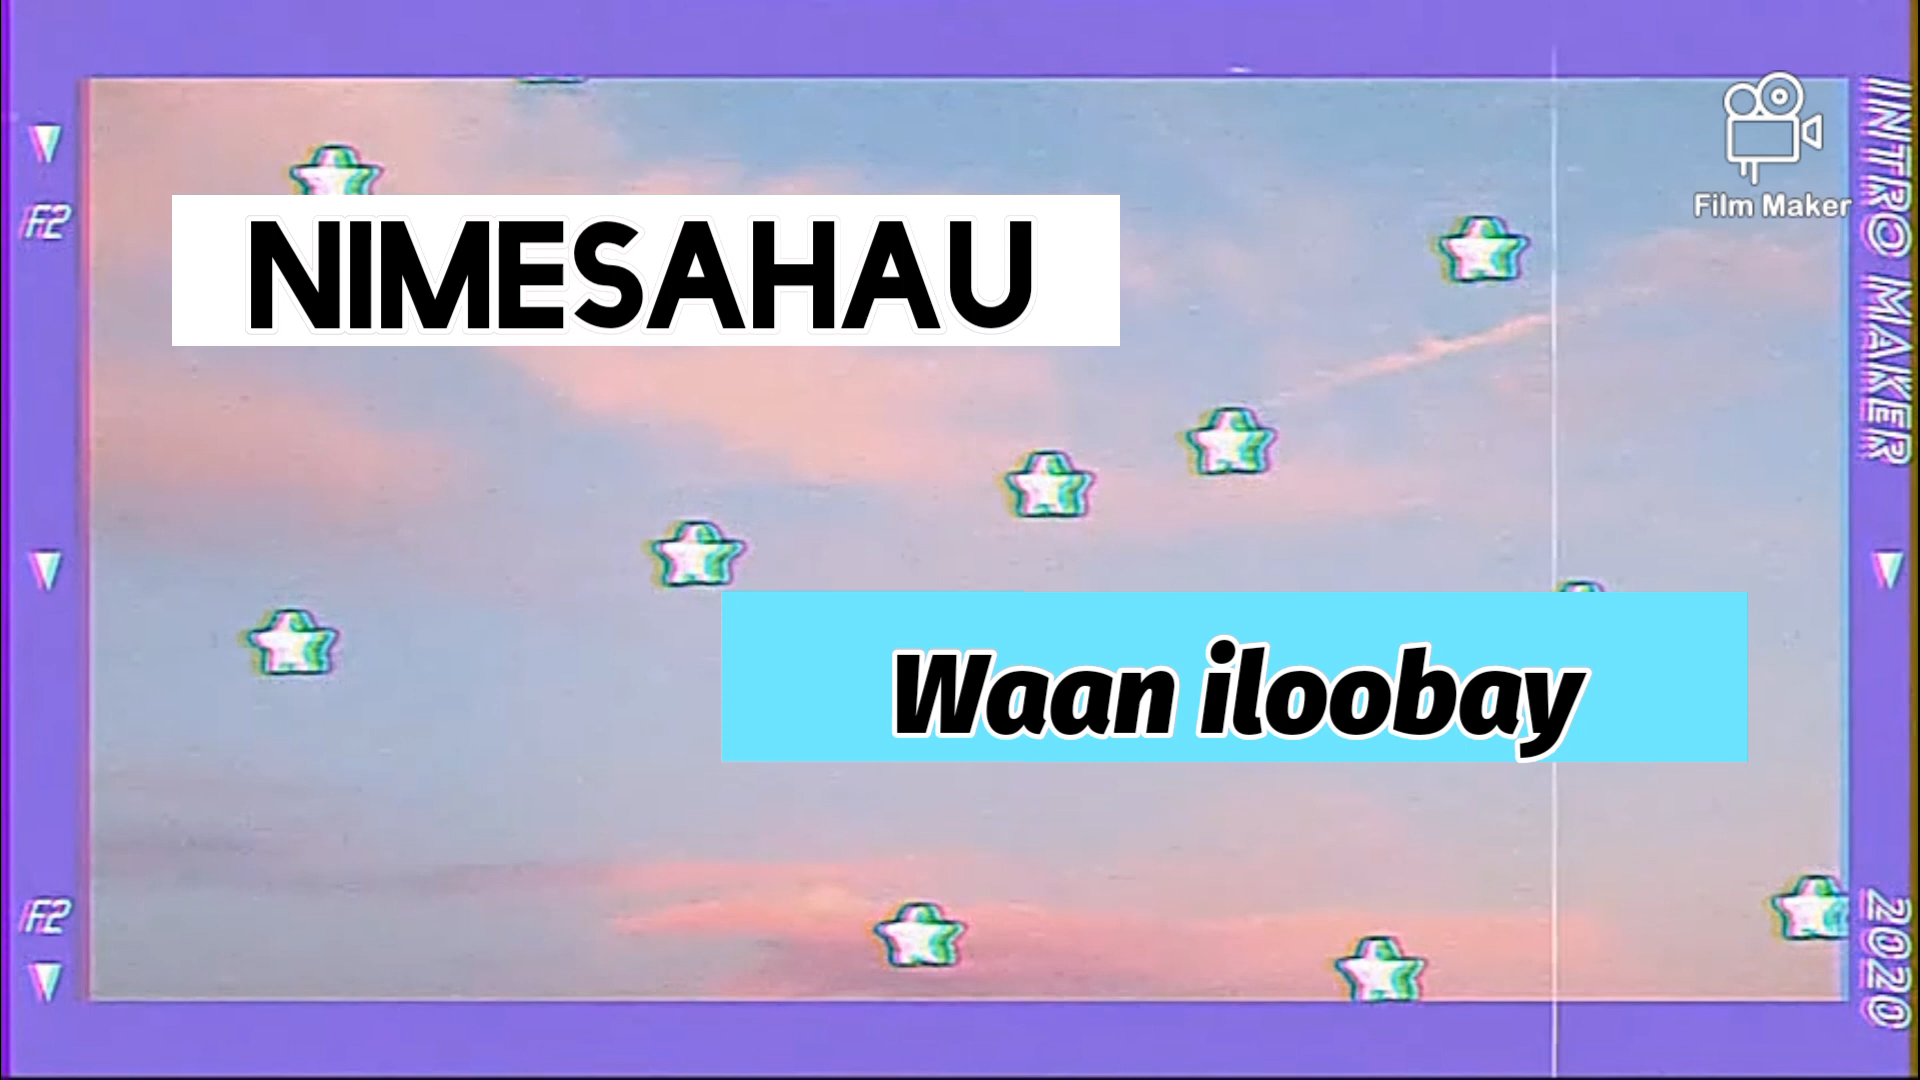 F2
F2
NIMESAHAU
Waan iloobay
Film Maker
INTRO MAKER
2020